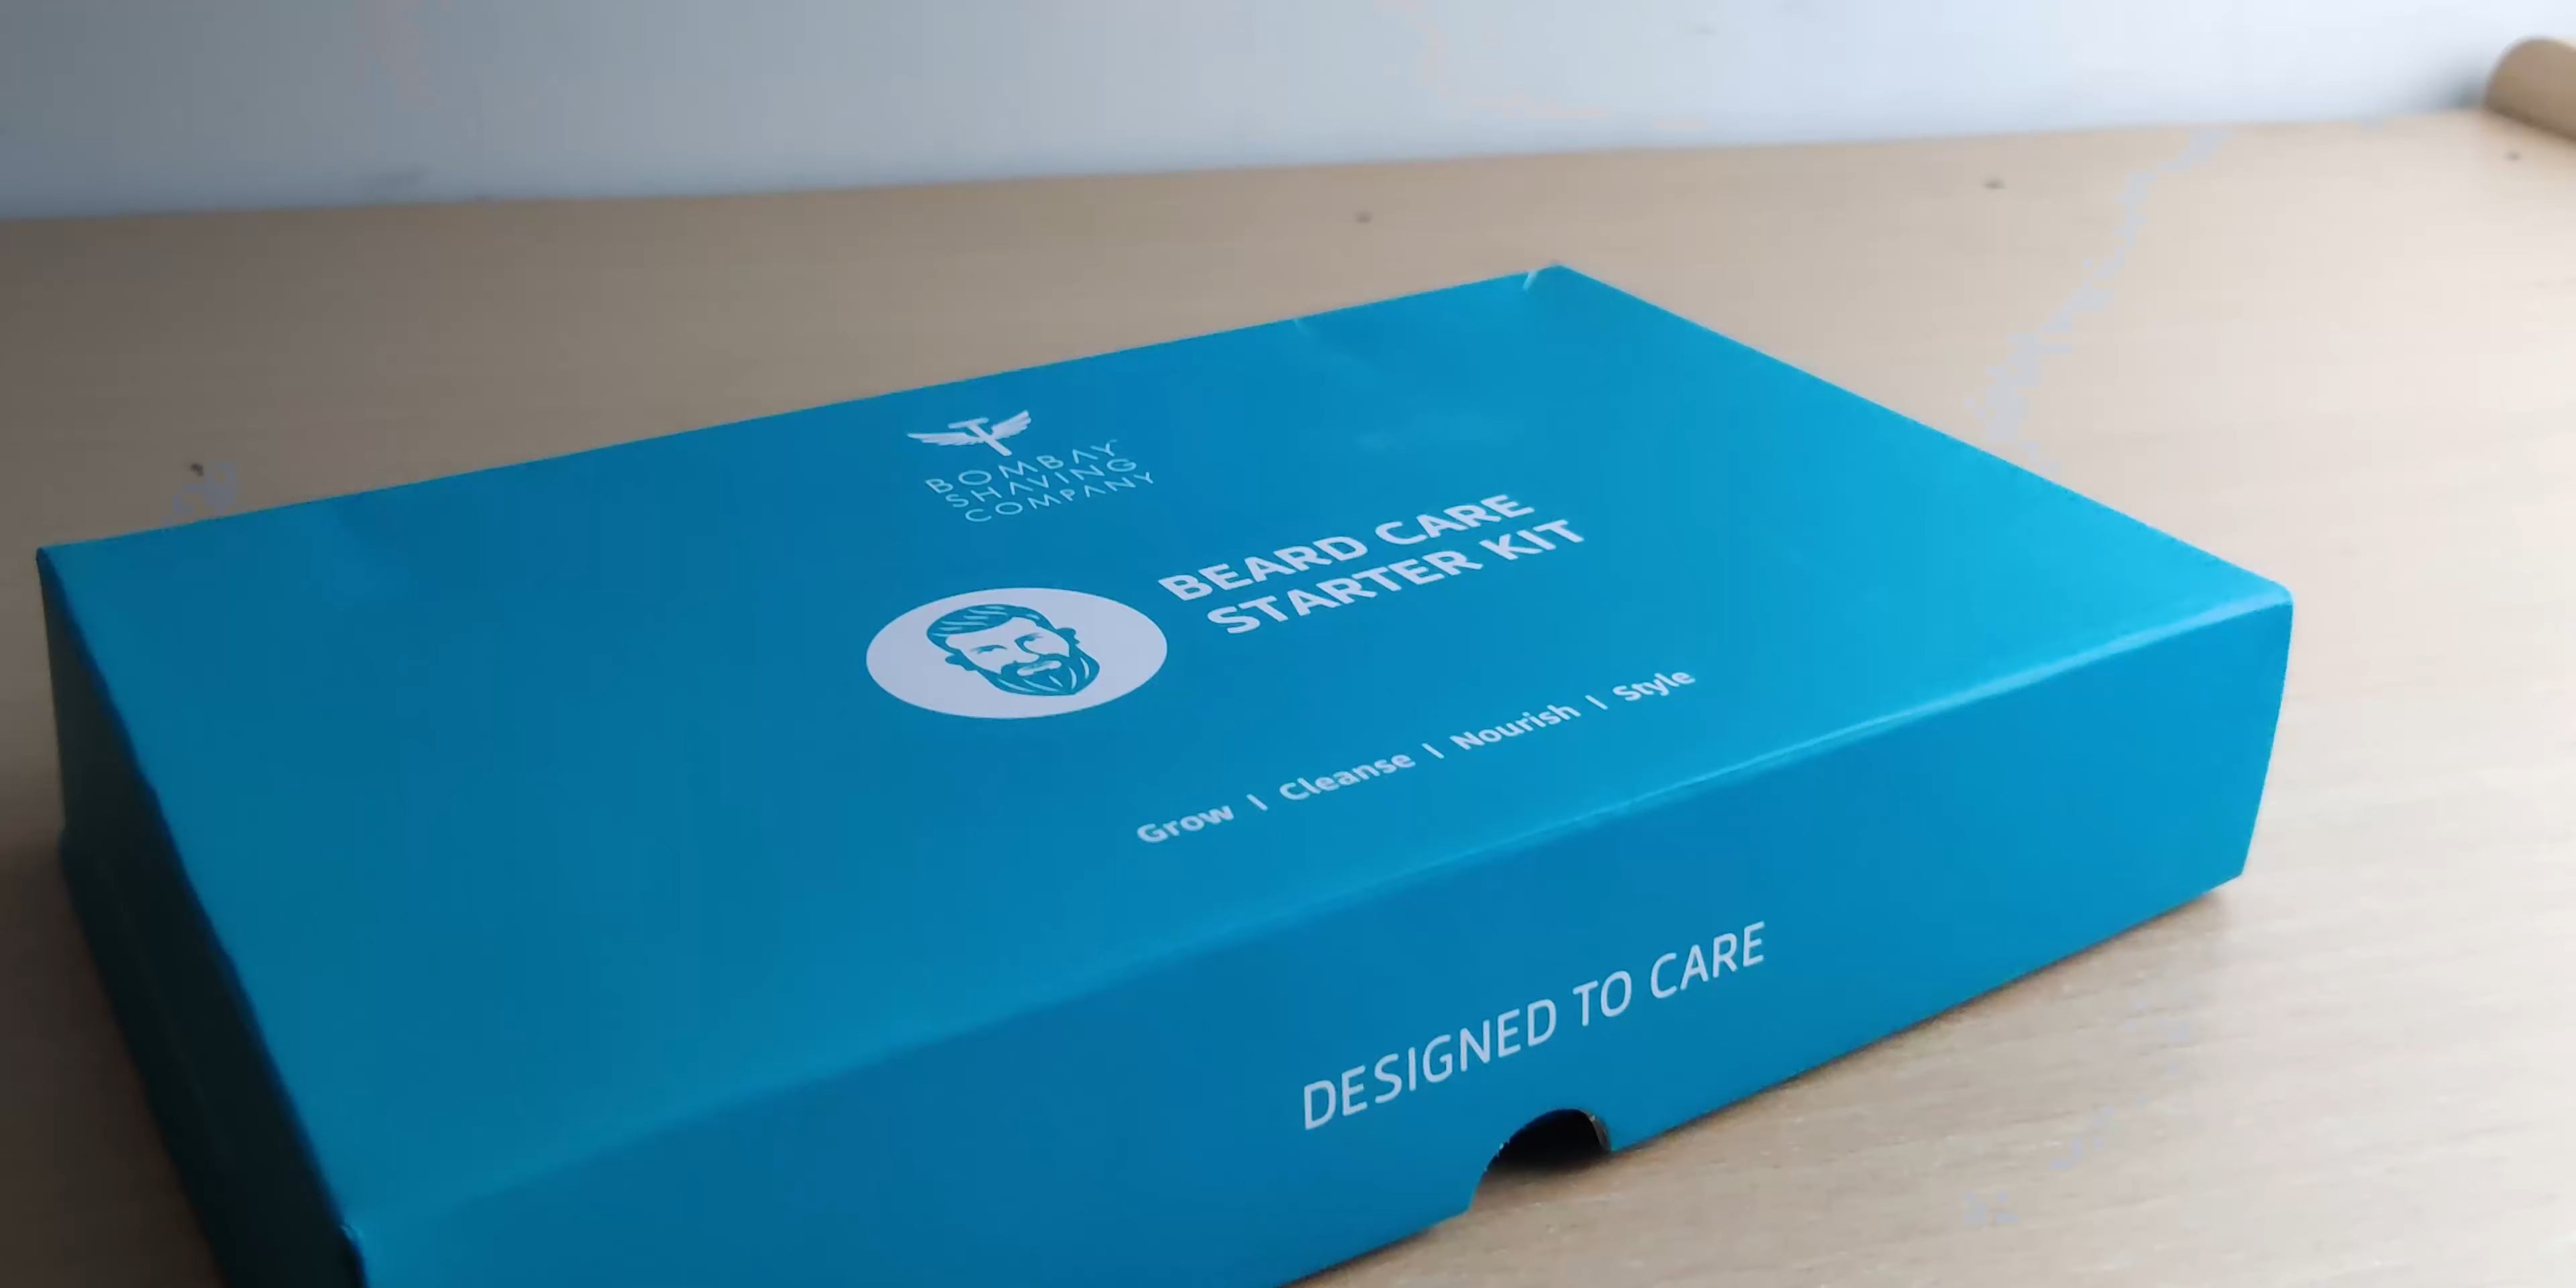 BOMBAY
SHAVING
COMPANY
BEARD CARE
STARTER KIT
Grow | Cleanse | Nourish | Style
DESIGNED TO CARE